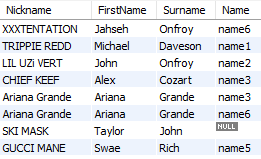 Nickname FirstName Surname Name
XXXTENTATION Jahseh Onfroy name6
TRIPPIE REDD Michael Daveson name1
LIL UZi VERT John Onfroy name2
CHIEF KEEF Alex Cozart name3
Ariana Grande Ariana Grande name3
Ariana Grande Ariana Grande name6
SKI MASK Taylor John NULL
GUCCI MANE Swae Rich name5